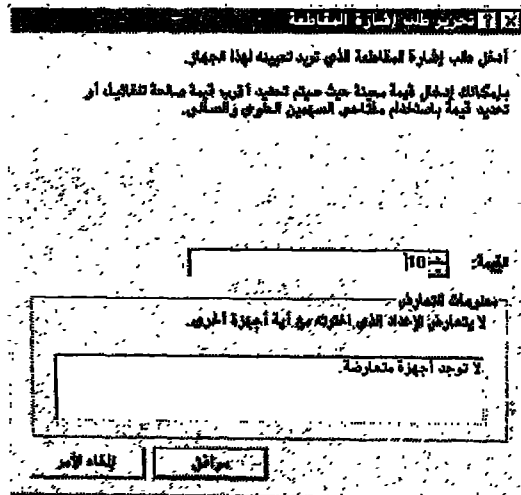 تحرير طلب إشارة المقاطعة
أدخل طلب إشارة المقاطعة الذي تريد تعيينه لهذا الجهاز.
بإمكانك إدخال قيمة معينة حيث سيتم تحديد أقرب قيمة صالحة تلقائيا، أو
تحديد قيمة باستخدام مفتاحي السهمين العلوي والسفلي.
القيمة: 10
معلومات التعارض
لا يتعارض الإعداد الذي اخترته مع أية أجهزة أخرى.
لا توجد أجهزة متعارضة.
موافق
إلغاء الأمر